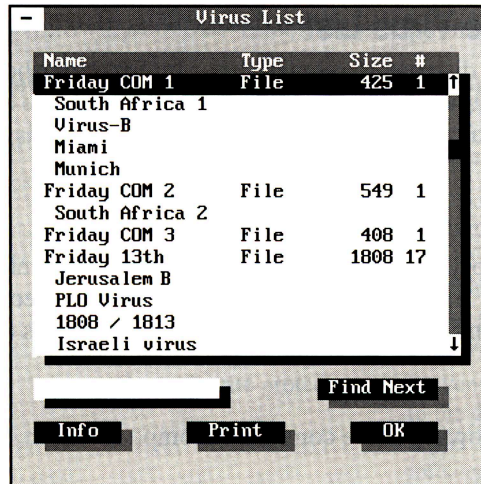 Virus List
Name Type Size #
Friday COM 1 File 425 1
South Africa 1
Virus-B
Miami
Munich
Friday COM 2 File 549 1
South Africa 2
Friday COM 3 File 408 1
Friday 13th File 1808 17
Jerusalem B
PLO Virus
1808 / 1813
Israeli virus
Find Next
Info Print OK